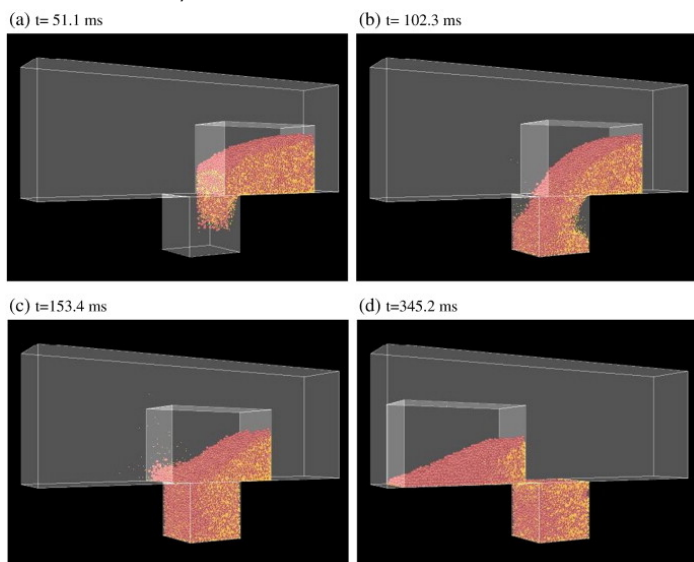 (a) t= 51.1 ms
(b) t= 102.3 ms
(c) t=153.4 ms
(d) t=345.2 ms